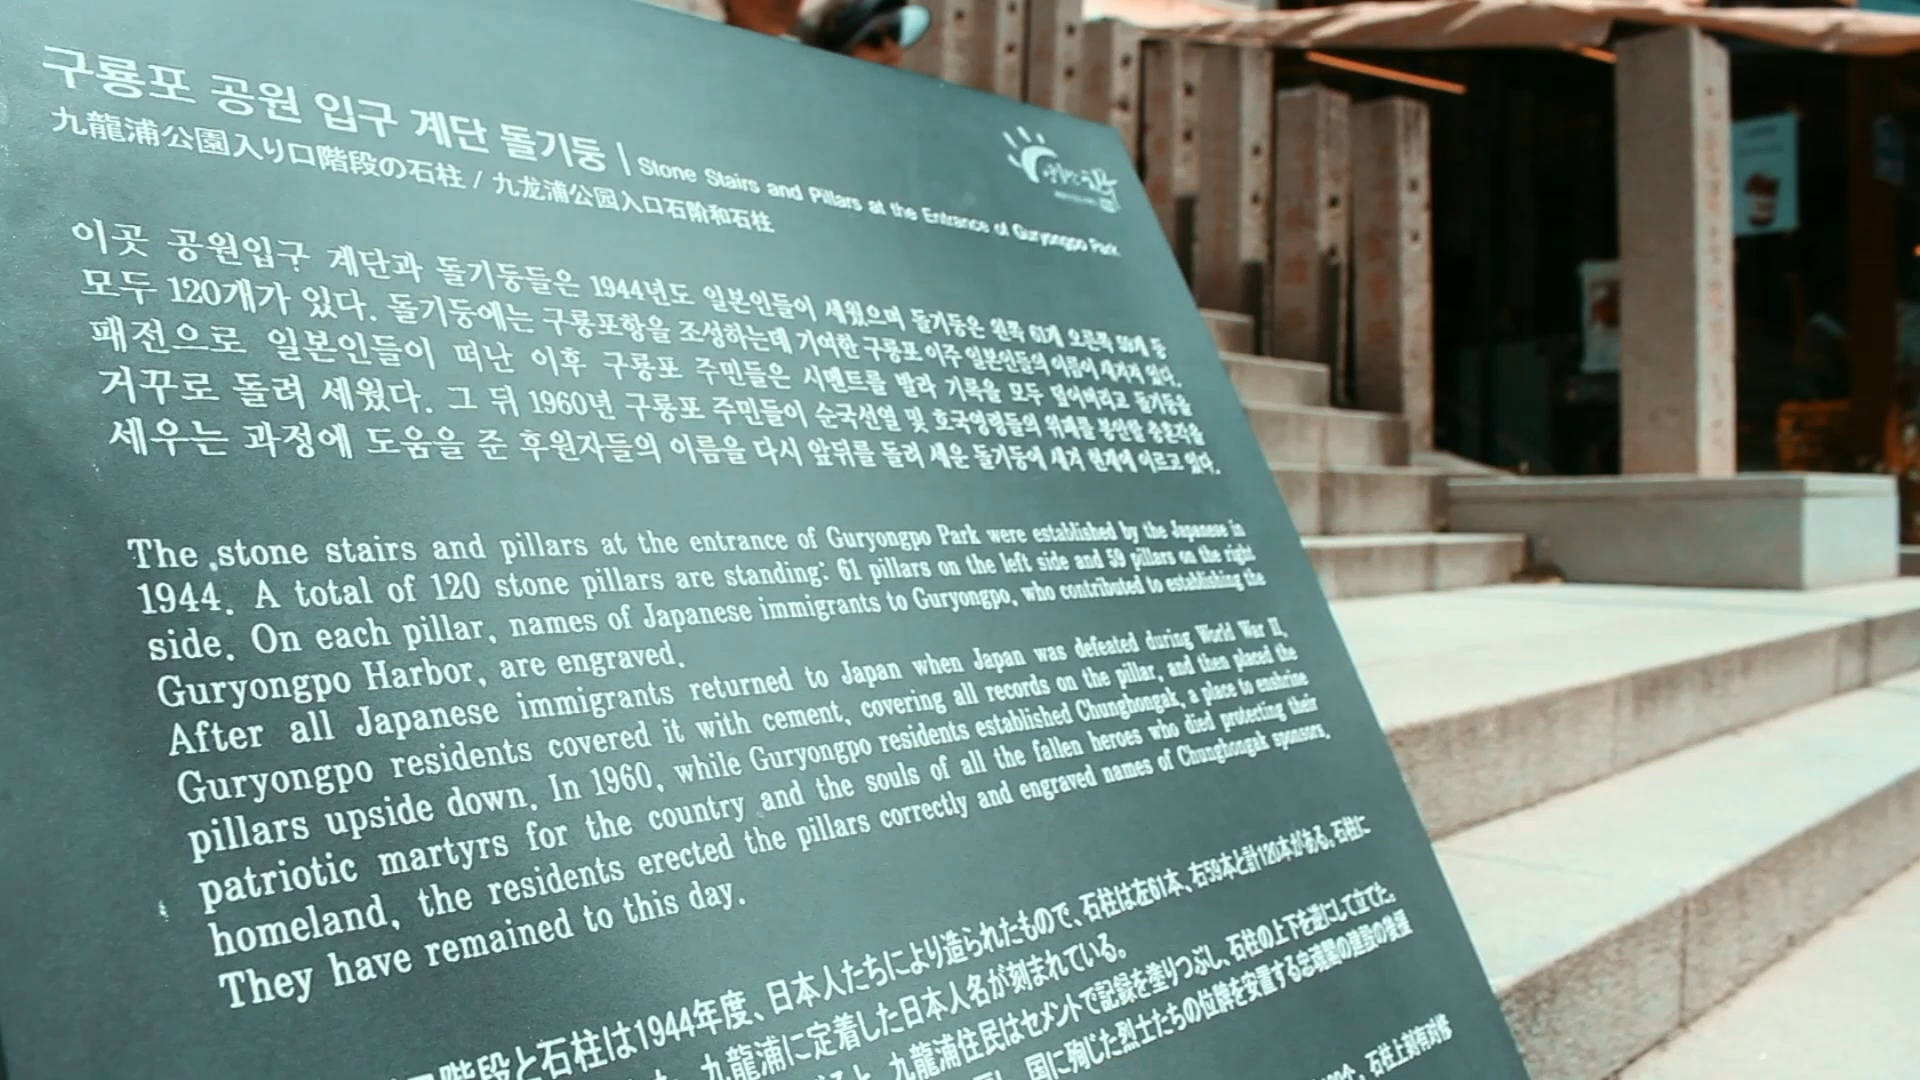 구룡포 공원 입구 계단 돌기둥 | Stone Stairs and Pillars at the Entrance of Guryongpo Park
九龍浦公園入り口階段の石柱 / 九龙浦公园入口石阶和石柱
이곳 공원입구 계단과 돌기둥들은 1944년도 일본인들이 세웠으며 돌기둥은 왼쪽 61개 오른쪽 59개 등
모두 120개가 있다. 돌기둥에는 구룡포항을 조성하는데 기여한 구룡포 이주 일본인들의 이름이 새겨져 있다.
패전으로 일본인들이 떠난 이후 구룡포 주민들은 시멘트를 발라 기록을 모두 덮어버리고 돌기둥을
거꾸로 돌려 세웠다. 그 뒤 1960년 구룡포 주민들이 순국선열 및 호국영령들의 위패를 봉안할 충혼각을
세우는 과정에 도움을 준 후원자들의 이름을 다시 앞뒤를 돌려 세운 돌기둥에 새겨 현재에 이르고 있다.
The stone stairs and pillars at the entrance of Guryongpo Park were established by the Japanese in
1944. A total of 120 stone pillars are standing: 61 pillars on the left side and 59 pillars on the right
side. On each pillar, names of Japanese immigrants to Guryongpo, who contributed to establishing the
Guryongpo Harbor, are engraved.
After all Japanese immigrants returned to Japan when Japan was defeated during World War II,
Guryongpo residents covered it with cement, covering all records on the pillar, and then placed the
pillars upside down. In 1960, while Guryongpo residents established Chunghongak, a place to enshrine
patriotic martyrs for the country and the souls of all the fallen heroes who died protecting their
homeland, the residents erected the pillars correctly and engraved names of Chunghongak sponsors.
They have remained to this day.
階段と石柱は1944年度、日本人たちにより造られたもので、石柱は左61本、右59本と計120本がある。石柱に
九龍浦に定着した日本人名が刻まれている。
九龍浦住民はセメントで記録を塗りつぶし、石柱の上下を逆にして立てた。
国に殉じた烈士たちの位牌を安置する忠魂閣の建設の後援
石柱上刻有对修